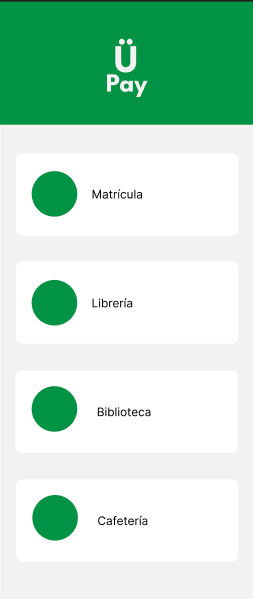 Ü
Pay
Matrícula
Librería
Biblioteca
Cafetería